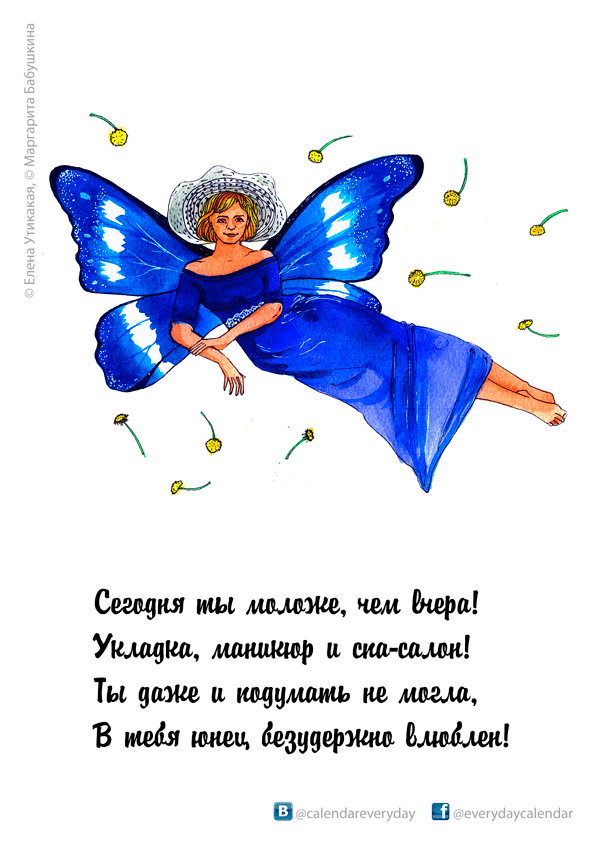 © Елена Утикакая, © Маргарита Бабушкина
Сегодня ты моложе, чем вчера!
Укладка, маникюр и спа-салон!
Ты даже и подумать не могла,
В тебя юнец безудержно влюблен!
B @calendareveryday f @everydaycalendar